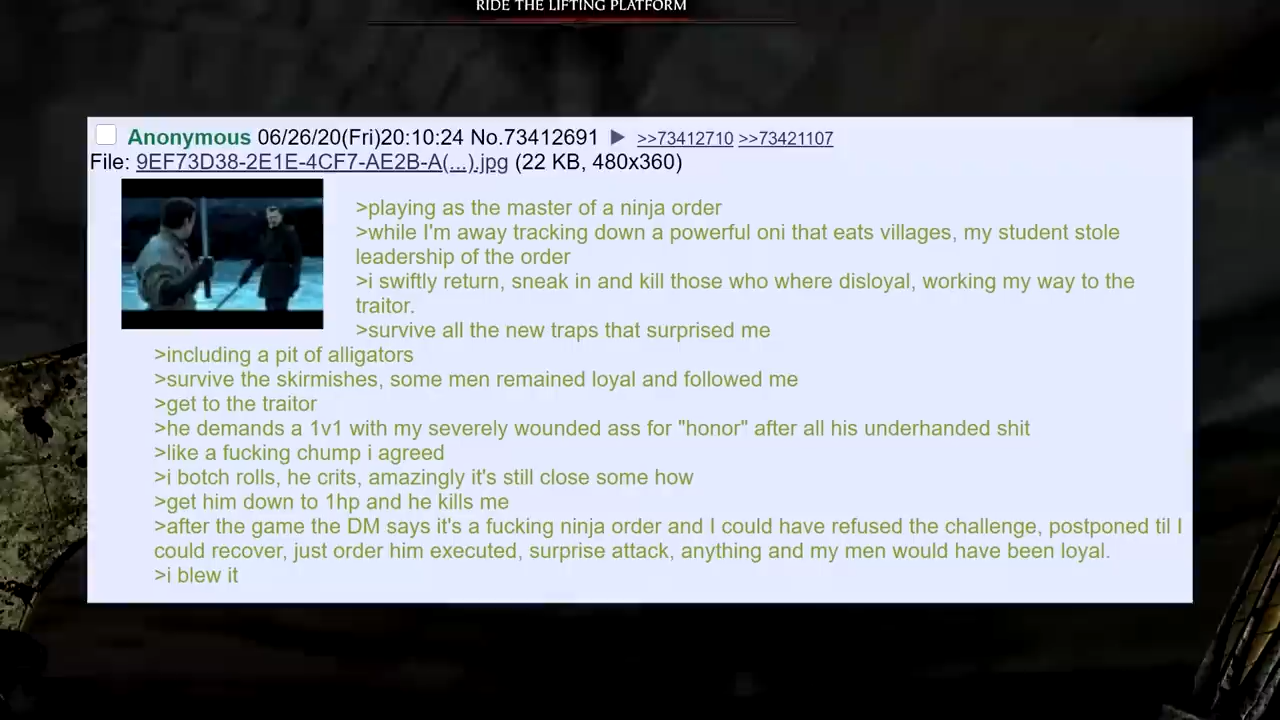 RIDE THE LIFTING PLATFORM
Anonymous 06/26/20(Fri)20:10:24 No.73412691 ▶ >>73412710 >>73421107
File: 9EF73D38-2E1E-4CF7-AE2B-A(...).jpg (22 KB, 480x360)
>playing as the master of a ninja order
>while I'm away tracking down a powerful oni that eats villages, my student stole
leadership of the order
>i swiftly return, sneak in and kill those who where disloyal, working my way to the
traitor.
>survive all the new traps that surprised me
>including a pit of alligators
>survive the skirmishes, some men remained loyal and followed me
>get to the traitor
>he demands a 1v1 with my severely wounded ass for "honor" after all his underhanded shit
>like a fucking chump i agreed
>i botch rolls, he crits, amazingly it's still close some how
>get him down to 1hp and he kills me
>after the game the DM says it's a fucking ninja order and I could have refused the challenge, postponed til I
could recover, just order him executed, surprise attack, anything and my men would have been loyal.
>i blew it